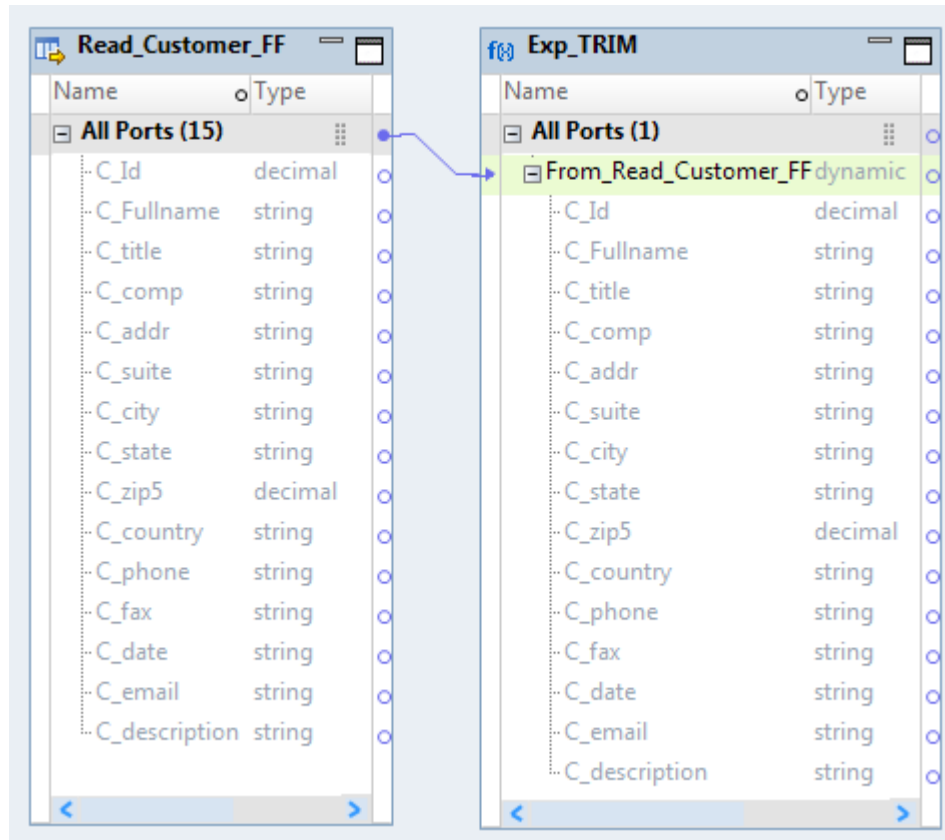 Read_Customer_FF
Name Type
All Ports (15)
C_Id decimal
C_Fullname string
C_title string
C_comp string
C_addr string
C_suite string
C_city string
C_state string
C_zip5 decimal
C_country string
C_phone string
C_fax string
C_date string
C_email string
C_description string
f(x) Exp_TRIM
Name Type
All Ports (1)
From_Read_Customer_FF dynamic
C_Id decimal
C_Fullname string
C_title string
C_comp string
C_addr string
C_suite string
C_city string
C_state string
C_zip5 decimal
C_country string
C_phone string
C_fax string
C_date string
C_email string
C_description string